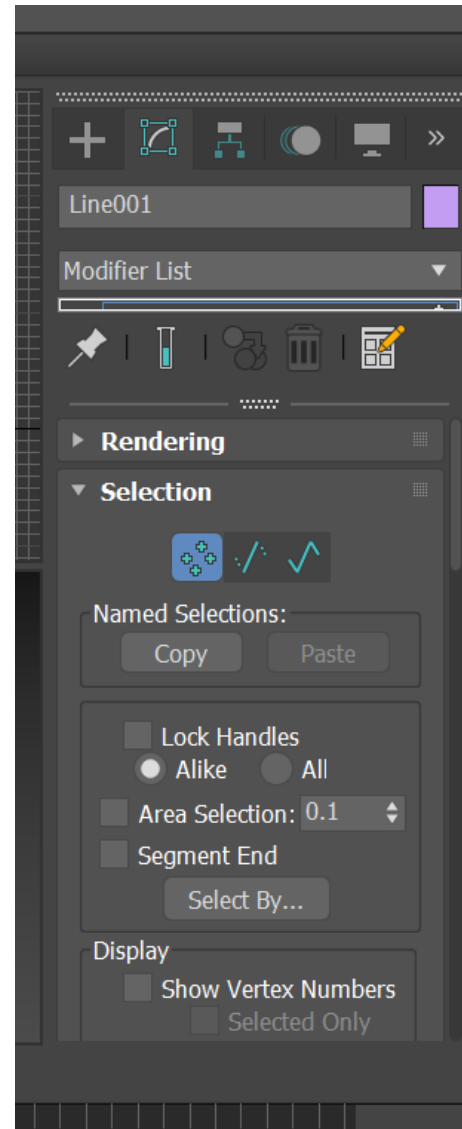 Line001
Modifier List
Rendering
Selection
Named Selections:
Copy Paste
Lock Handles
Alike All
Area Selection: 0.1
Segment End
Select By...
Display
Show Vertex Numbers
Selected Only